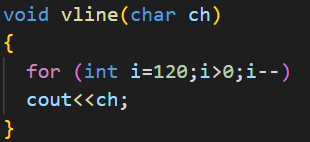 void vline(char ch)
{
for (int i=120;i>0;i--)
cout<<ch;
}